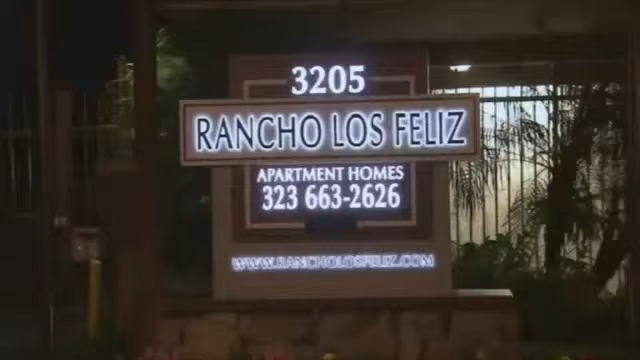 3205
RANCHO LOS FELIZ
APARTMENT HOMES
323 663-2626
WWW.RANCHOLOSFELIZ.COM